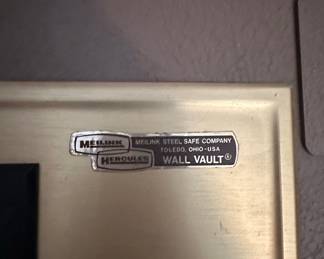 MEILINK MEILINK STEEL SAFE COMPANY
TOLEDO, OHIO-USA
HERCULES WALL VAULT®